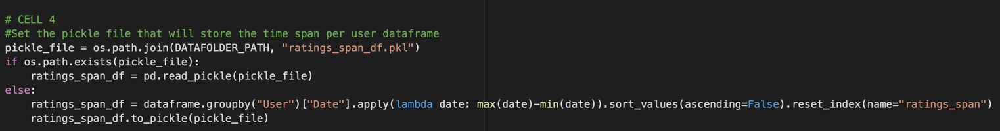 # CELL 4
#Set the pickle file that will store the time span per user dataframe
pickle_file = os.path.join(DATAFOLDER_PATH, "ratings_span_df.pkl")
if os.path.exists(pickle_file):
    ratings_span_df = pd.read_pickle(pickle_file)
else:
    ratings_span_df = dataframe.groupby("User")["Date"].apply(lambda date: max(date)-min(date)).sort_values(ascending=False).reset_index(name="ratings_span")
    ratings_span_df.to_pickle(pickle_file)